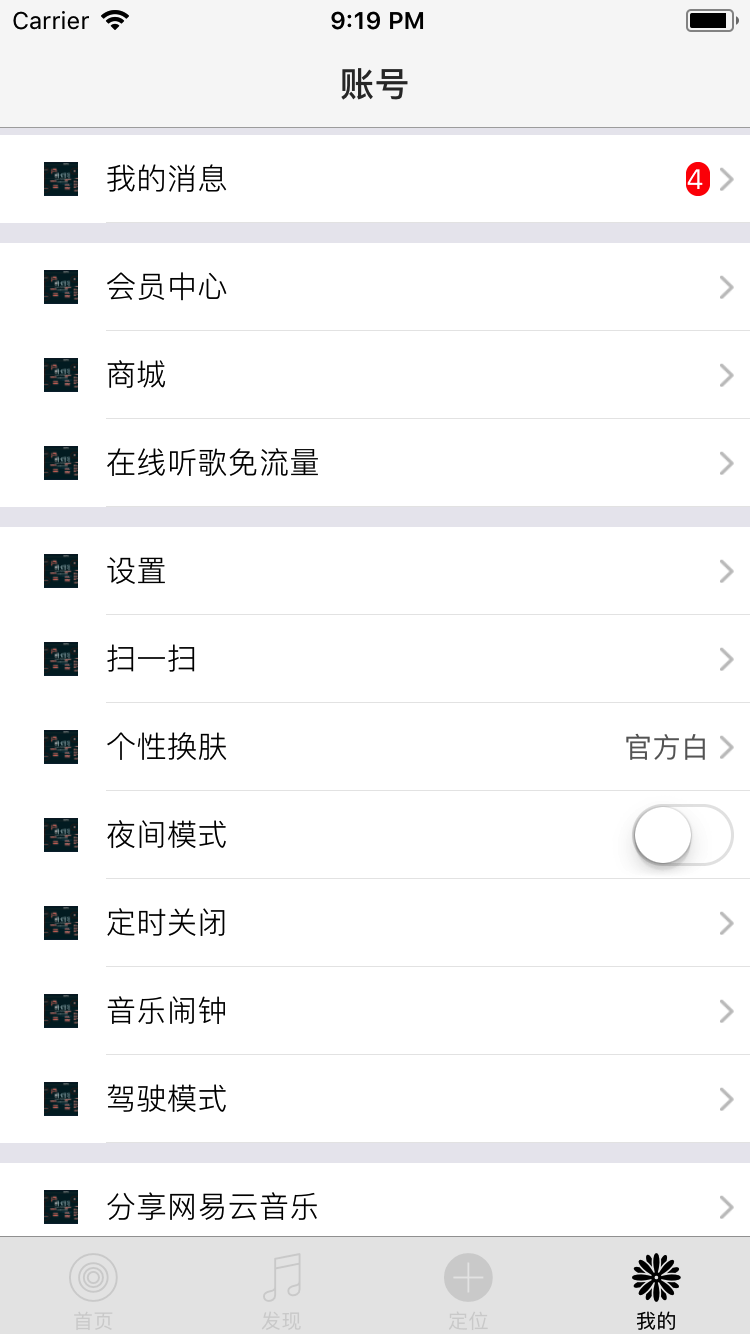 Carrier 9:19 PM
账号
我的消息 4
会员中心
商城
在线听歌免流量
设置
扫一扫
个性换肤 官方白
夜间模式
定时关闭
音乐闹钟
驾驶模式
分享网易云音乐
首页 发现 定位 我的